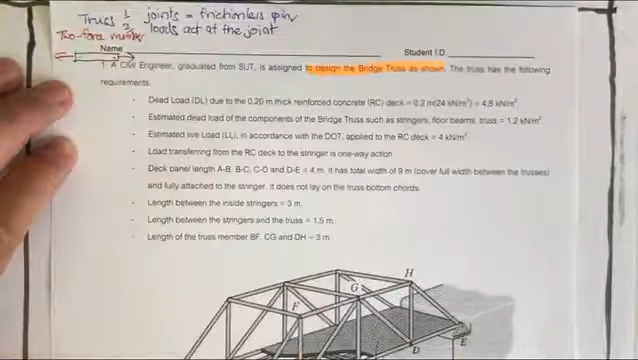 Truss 1/2 joints = frictionless pin
loads act at the joint
Two-force member
Name Student I.D.
1. A Civil Engineer, graduated from SUT, is assigned to design the Bridge Truss as shown. The truss has the following
requirements:
- Dead Load (DL) due to the 0.20 m thick reinforced concrete (RC) deck = 0.2 m(24 kN/m³) = 4.8 kN/m².
- Estimated dead load of the components of the Bridge Truss such as stringers, floor beams, truss = 1.2 kN/m²
- Estimated live Load (LL), in accordance with the DOT, applied to the RC deck = 4 kN/m².
- Load transferring from the RC deck to the stringer is one-way action
- Deck panel length A-B, B-C, C-D and D-E = 4 m, it has total width of 9 m (cover full width between the trusses)
and fully attached to the stringer, it does not lay on the truss bottom chords.
- Length between the inside stringers = 3 m.
- Length between the stringers and the truss = 1.5 m.
- Length of the truss member BF, CG and DH = 3 m
H
G
F
E
D